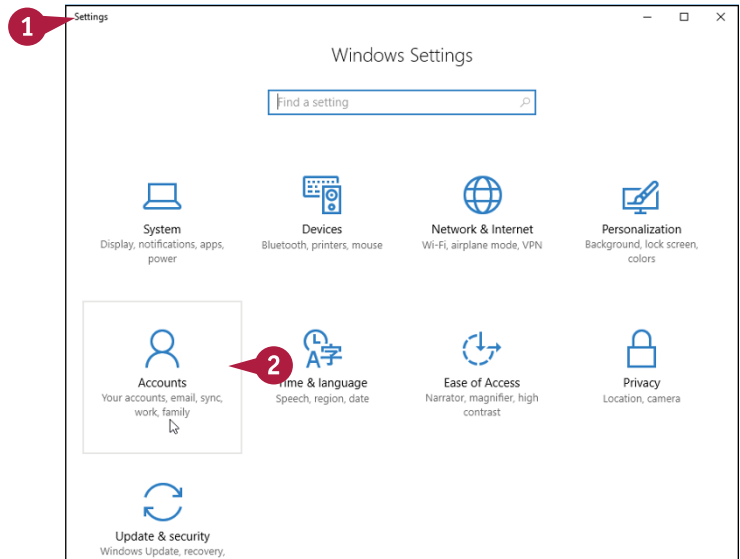 1
Settings
Windows Settings
Find a setting
System
Display, notifications, apps,
power
Devices
Bluetooth, printers, mouse
Network & Internet
Wi-Fi, airplane mode, VPN
Personalization
Background, lock screen,
colors
Accounts
Your accounts, email, sync,
work, family
2
Time & language
Speech, region, date
Ease of Access
Narrator, magnifier, high
contrast
Privacy
Location, camera
Update & security
Windows Update, recovery,